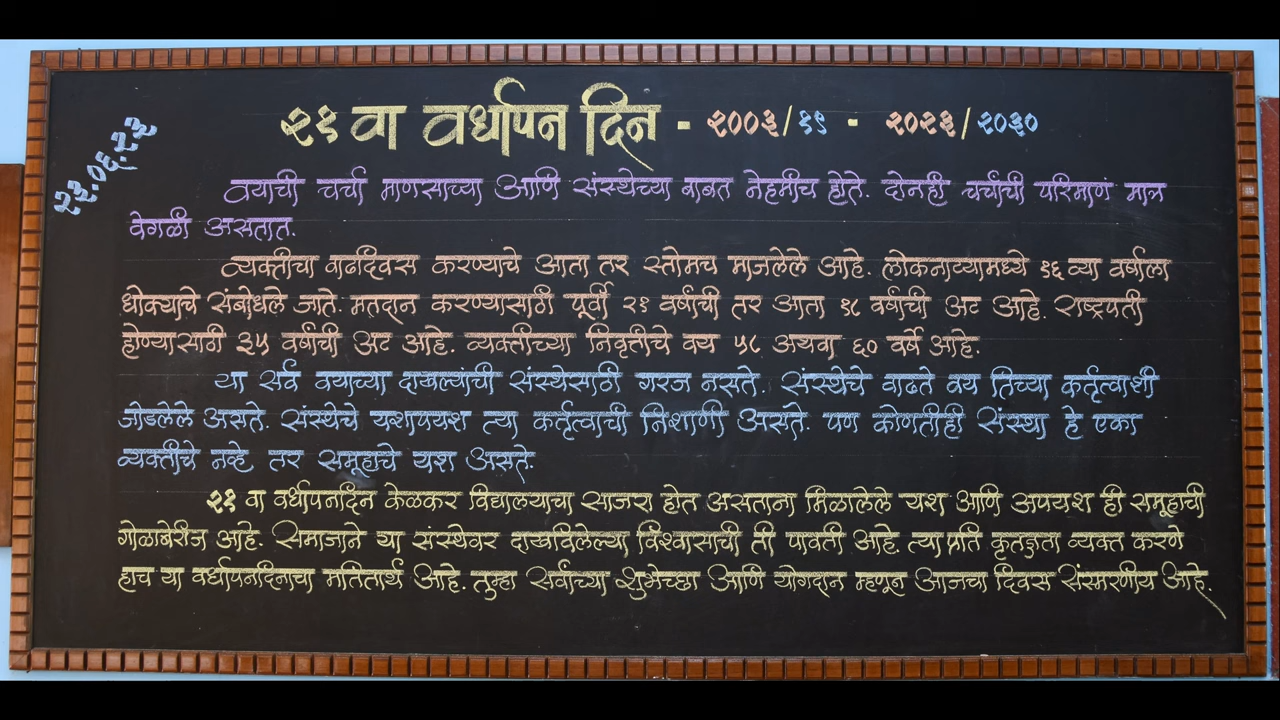 २३.०६.२३
२१ वा वर्धापन दिन - २००३/१९ - २०२३/२०३०
वयाची चर्चा माणसाच्या आणि संस्थेच्या बाबत नेहमीच होते. दोनही चर्चांची परिमाणं मात्र
वेगळी असतात.
व्यक्तीचा वाढदिवस करण्याचे आता तर स्तोमच माजलेले आहे. लोकनाट्यामध्ये १६ व्या वर्षाला
धोक्याचे संबोधले जाते. मतदान करण्यासाठी पूर्वी २१ वर्षाची तर आता १८ वर्षाची अट आहे. राष्ट्रपती
होण्यासाठी ३५ वर्षाची अट आहे. व्यक्तीच्या निवृत्तीचे वय ५८ अथवा ६० वर्षे आहे.
या सर्व वयाच्या दाखल्यांची संस्थेसाठी गरज नसते. संस्थेचे वाढते वय तिच्या कर्तृत्वाशी
जोडलेले असते. संस्थेचे यशापयश त्या कर्तृत्वाची निशाणी असते. पण कोणतीही संस्था हे एका
व्यक्तीचे नव्हे तर समूहाचे यश असते.
२१ वा वर्धापनदिन केळकर विद्यालयाचा साजरा होत असताना मिळालेले यश आणि अपयश ही समूहाची
गोळाबेरीज आहे. समाजाने या संस्थेवर दाखविलेल्या विश्वासाची ती पावती आहे. त्या प्रति कृतज्ञता व्यक्त करणे
हाच या वर्धापनदिनाचा मतितार्थ आहे. तुम्हा सर्वांच्या शुभेच्छा आणि योगदान म्हणून आजचा दिवस संस्मरणीय आहे.